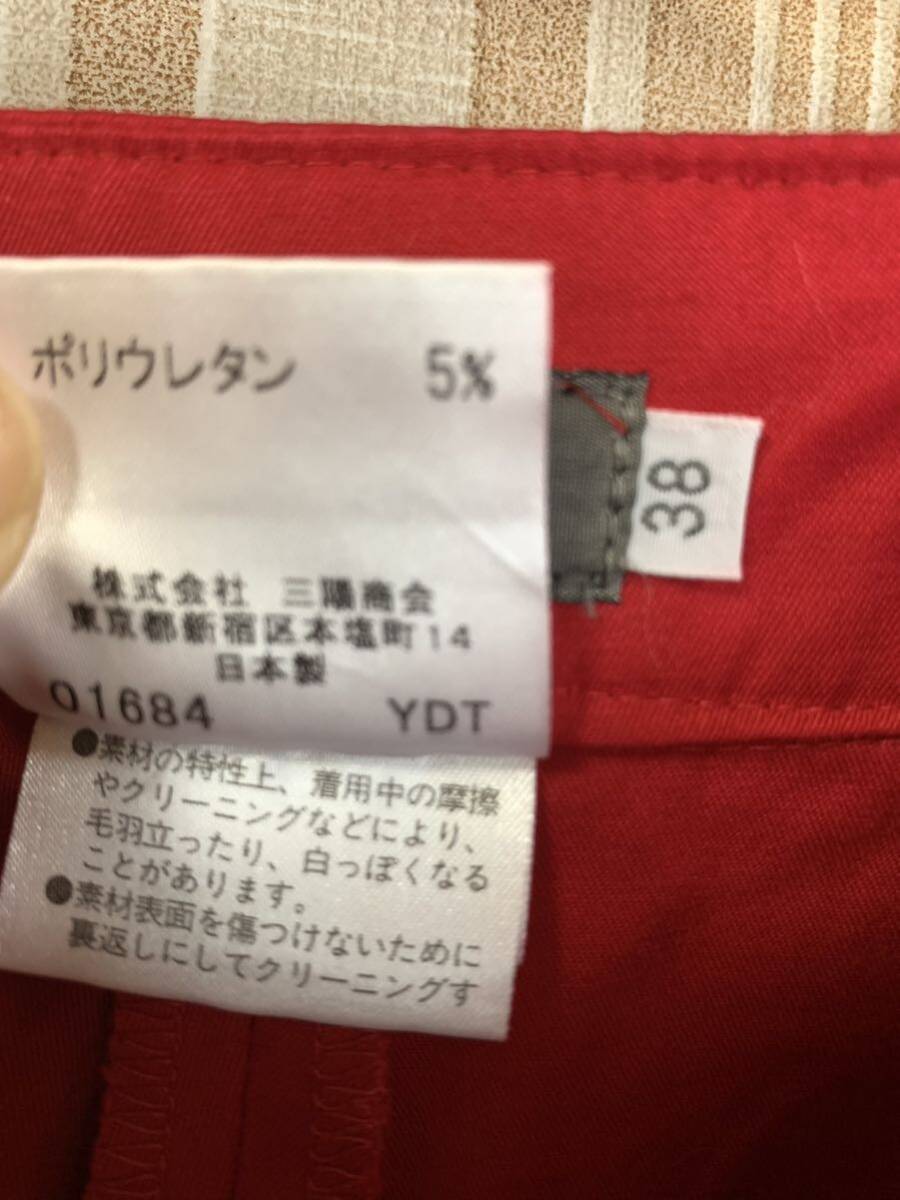 ポリウレタン 5%
株式会社 三陽商会
東京都新宿区本塩町14
日本製
01684 YDT
38
●素材の特性上、着用中の摩擦
やクリーニングなどにより、
毛羽立ったり、白っぽくなる
ことがあります。
●素材表面を傷つけないために
裏返しにしてクリーニングす